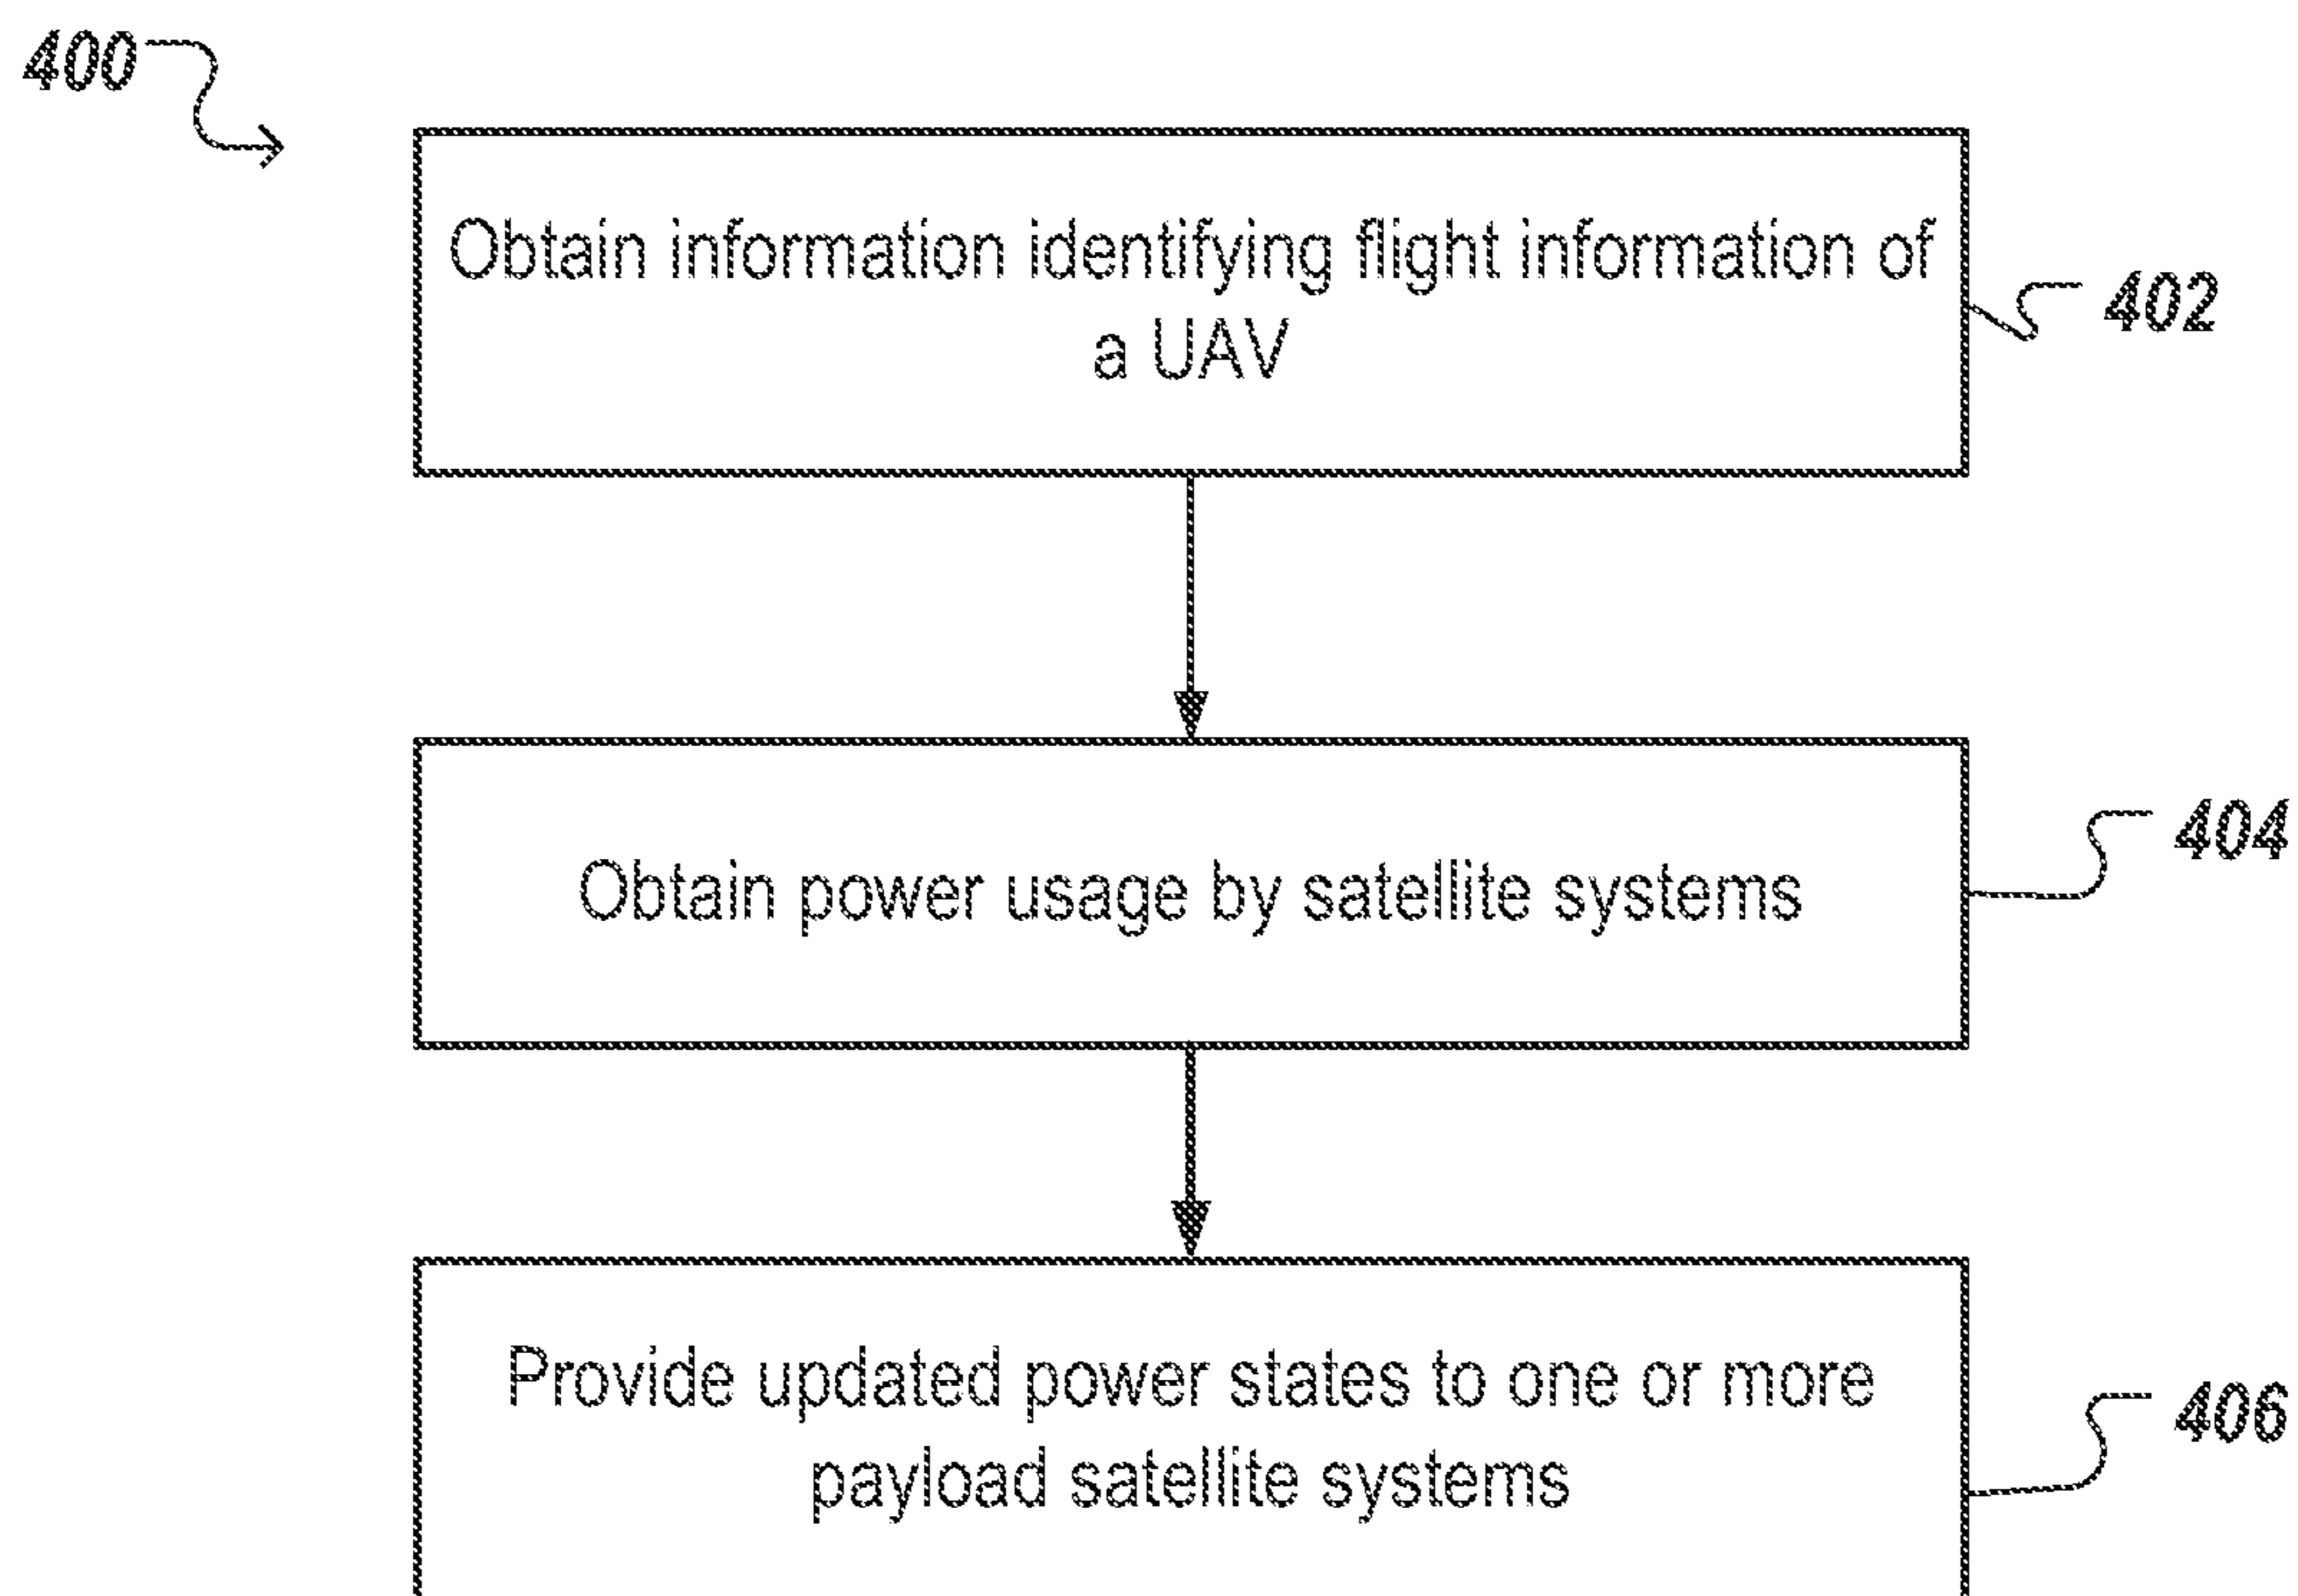 400
Obtain information identifying flight information of
a UAV
402
Obtain power usage by satellite systems
404
Provide updated power states to one or more
payload satellite systems
406